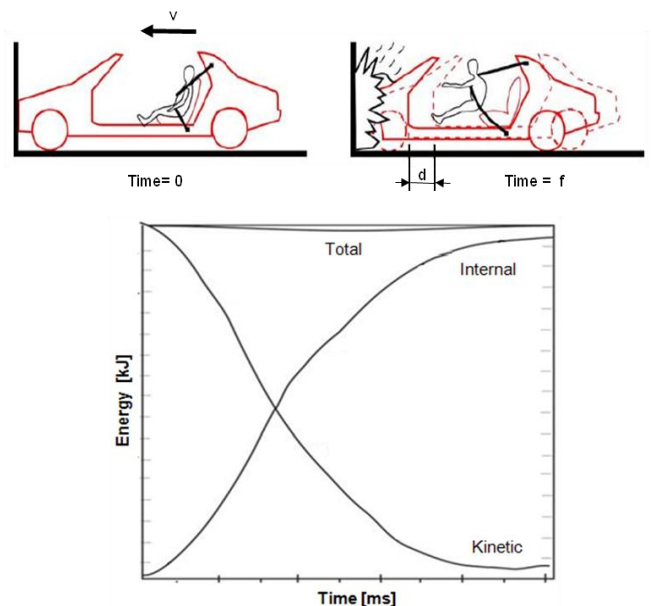 v
Time= 0
d
Time = f
Total
Internal
Energy [kJ]
Kinetic
Time [ms]